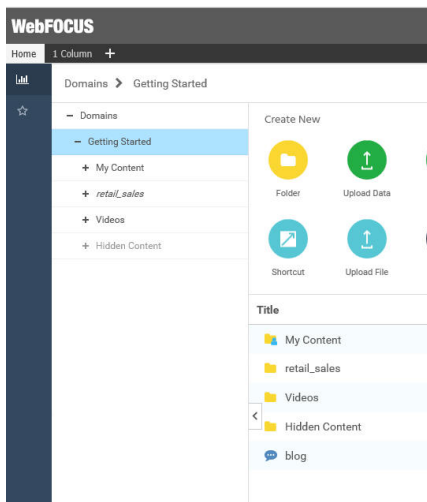 WebFOCUS
Home 1 Column +
Domains > Getting Started
− Domains
− Getting Started
+ My Content
+ retail_sales
+ Videos
+ Hidden Content
Create New
Folder Upload Data
Shortcut Upload File
Title
My Content
retail_sales
Videos
Hidden Content
blog